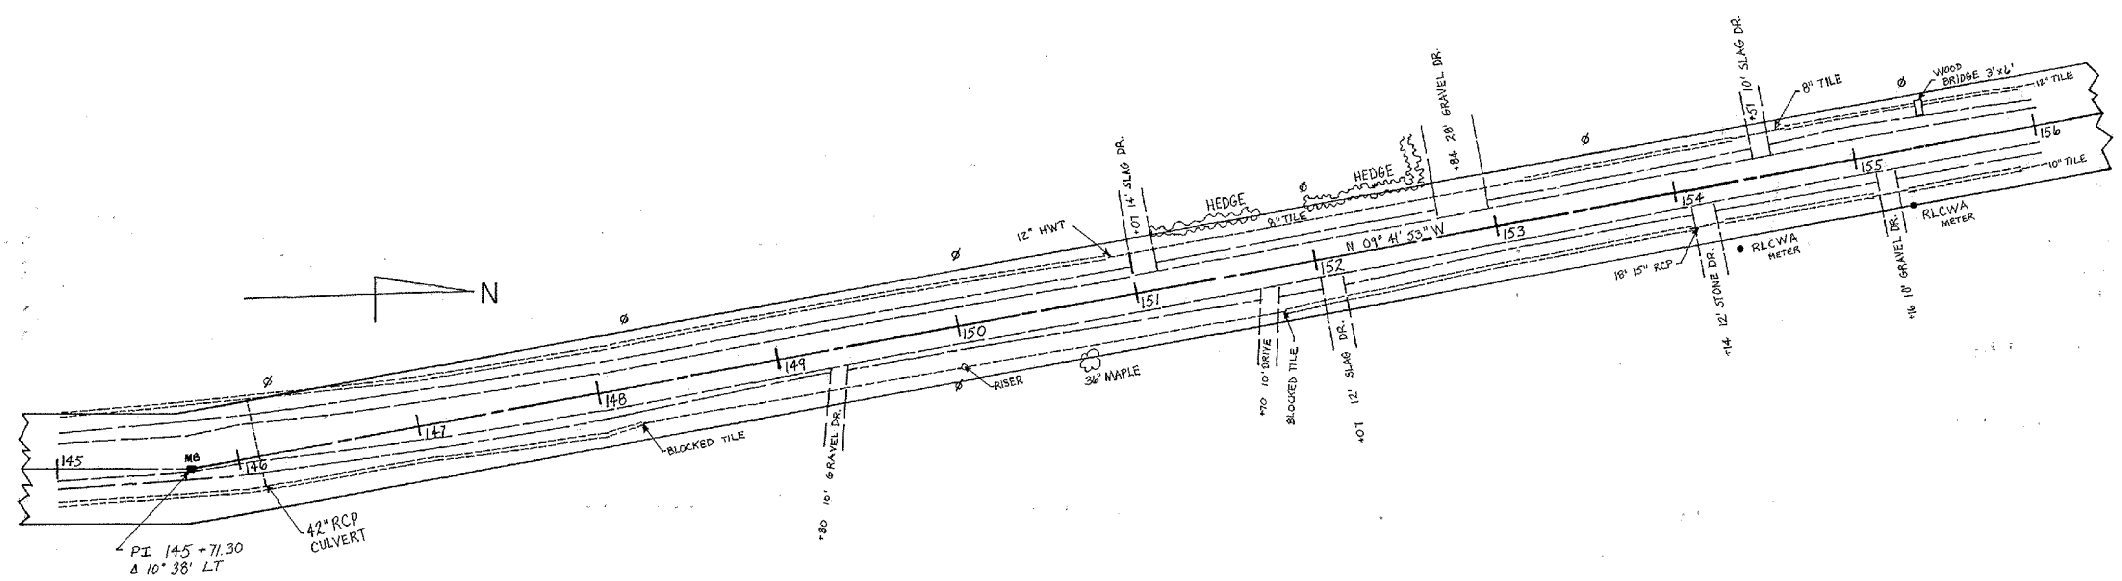 +51 10' SLAG DR.
WOOD
BRIDGE 3'x6'
8" TILE
12" TILE
+84 28' GRAVEL DR.
156
10" TILE
155
HEDGE
HEDGE
8" TILE
+01 14' SLAG DR.
12" HWT
N 09° 41' 53" W
154
153
RLCWA
METER
RLCWA
METER
+16 10' GRAVEL DR.
18' 15" RCP
+14 12' STONE DR.
152
151
150
149
148
147
146
145
N
MB
RISER
36" MAPLE
+70 10' DRIVE
BLOCKED TILE
+07 12' SLAG DR.
BLOCKED TILE
+80 10' GRAVEL DR.
42" RCP
CULVERT
PI 145 +71.30
Δ 10° 38' LT